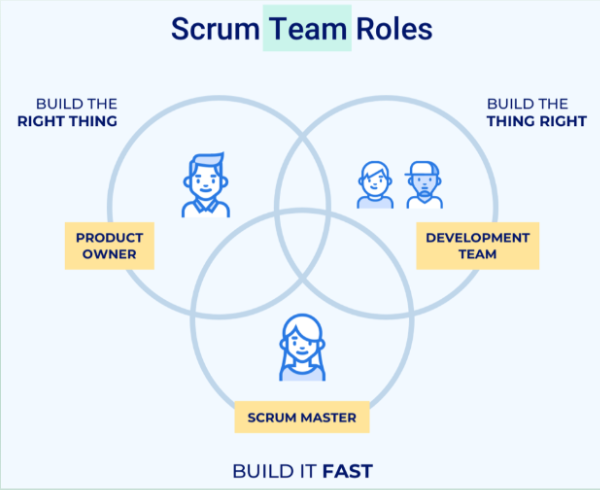 Scrum Team Roles
BUILD THE
RIGHT THING
BUILD THE
THING RIGHT
PRODUCT
OWNER
DEVELOPMENT
TEAM
SCRUM MASTER
BUILD IT FAST